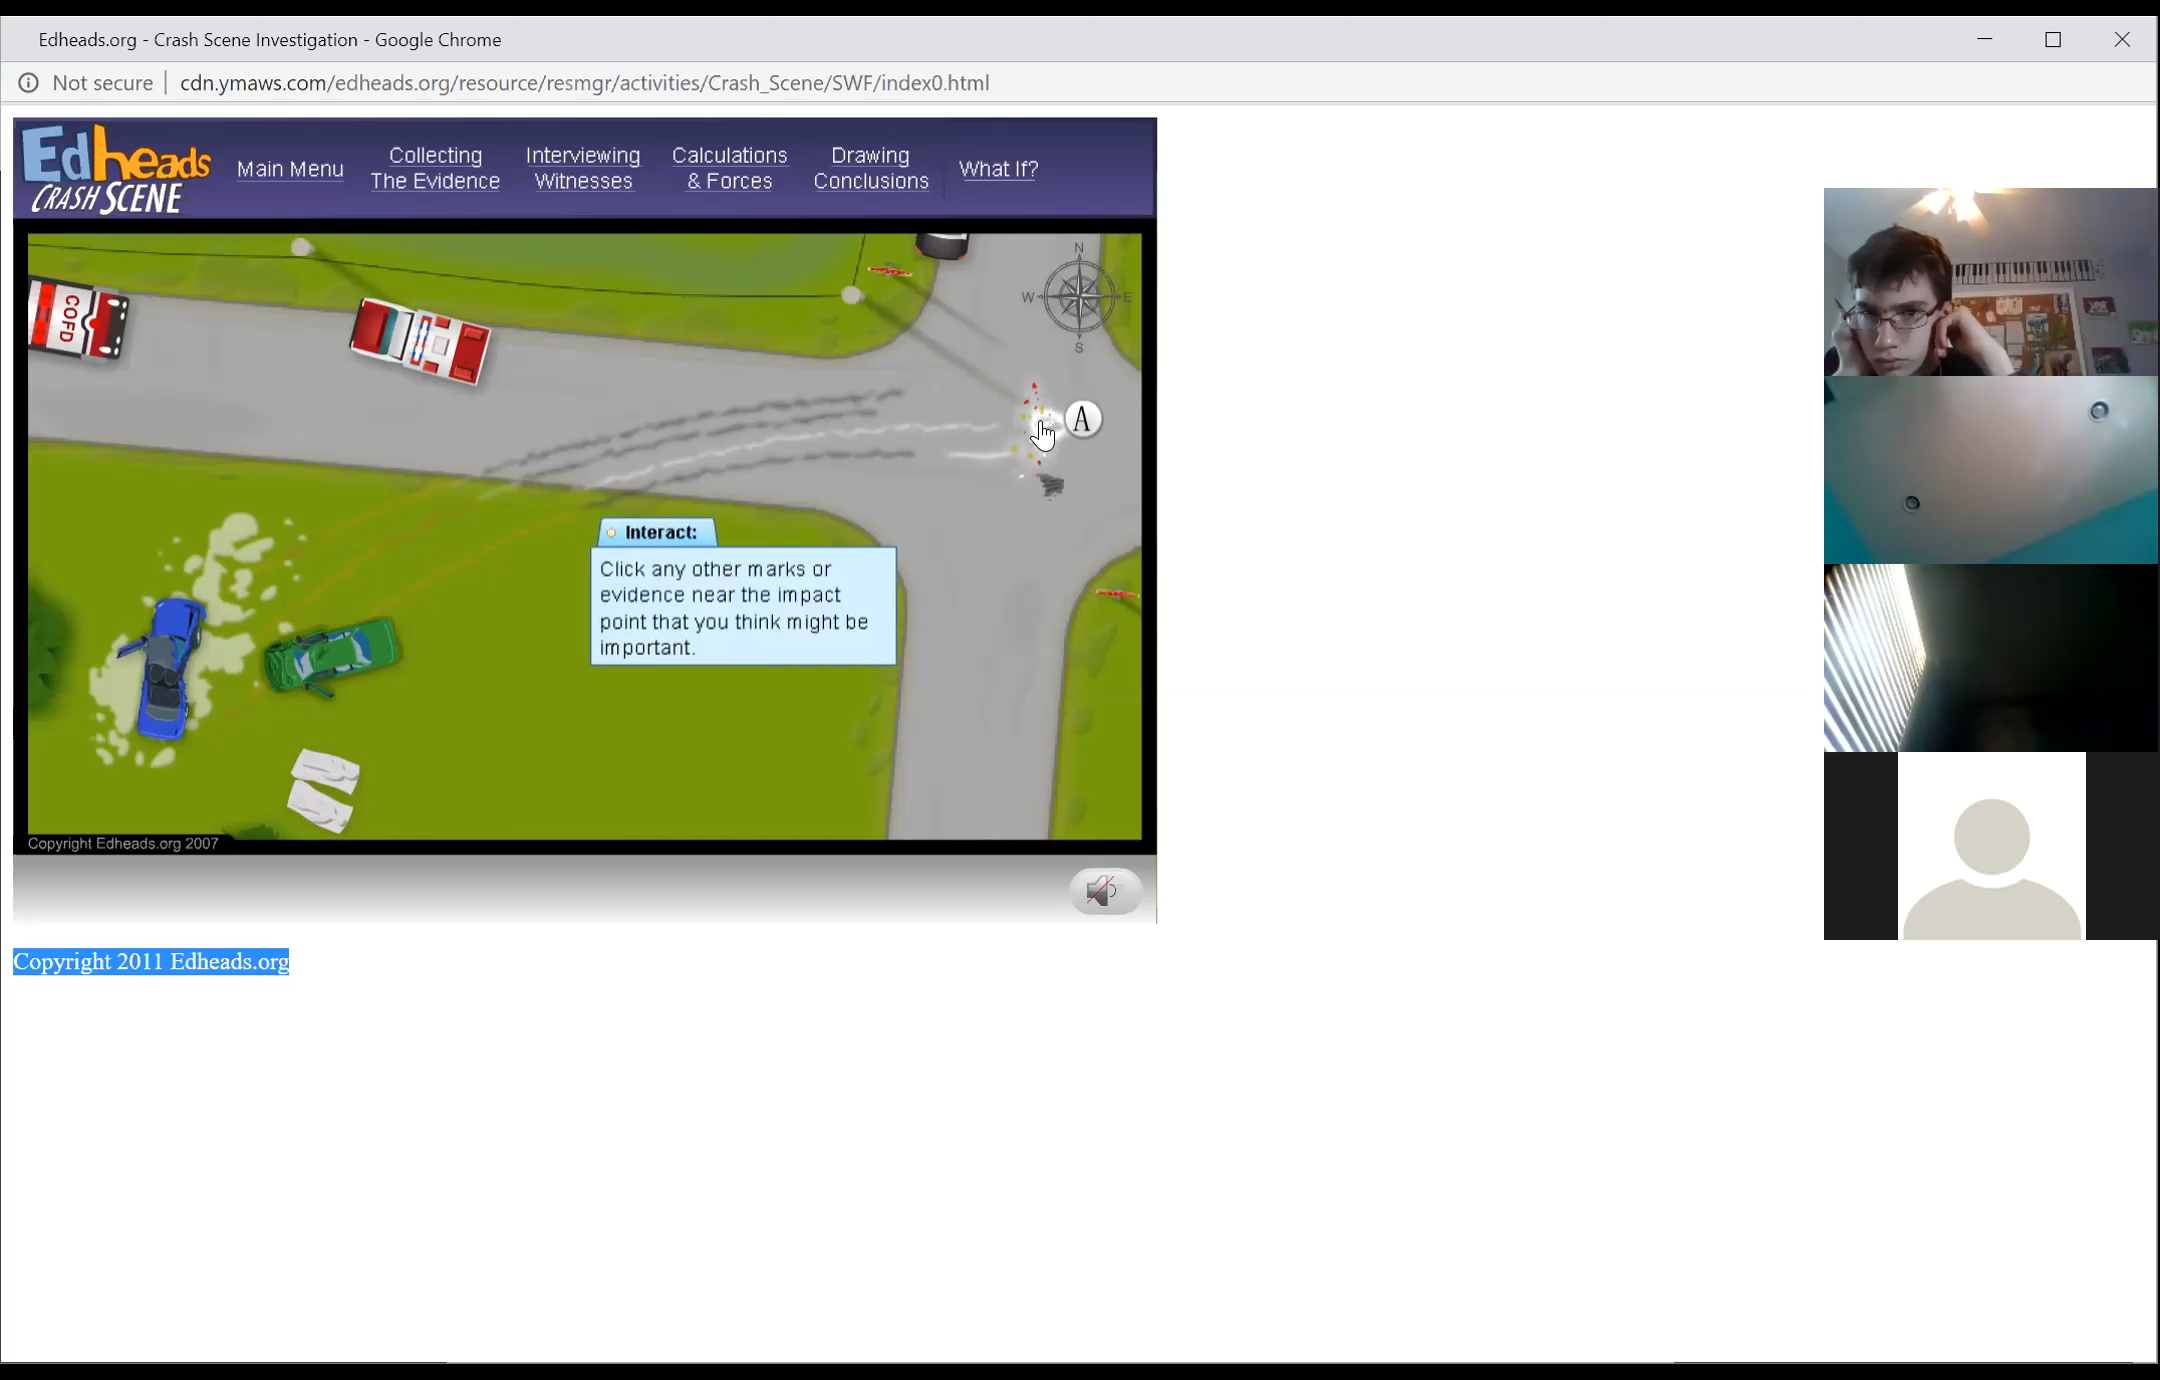 Edheads.org - Crash Scene Investigation - Google Chrome
Not secure | cdn.ymaws.com/edheads.org/resource/resmgr/activities/Crash_Scene/SWF/index0.html
Edheads
CRASH SCENE
Main Menu
Collecting
The Evidence
Interviewing
Witnesses
Calculations
& Forces
Drawing
Conclusions
What If?
N
W
E
S
COFD
A
Interact:
Click any other marks or
evidence near the impact
point that you think might be
important.
Copyright Edheads.org 2007
Copyright 2011 Edheads.org